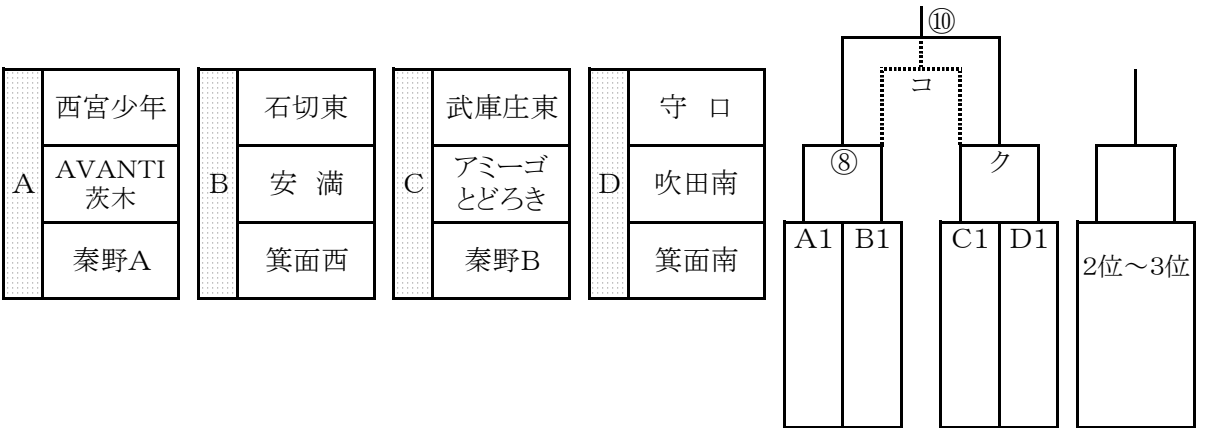 A
西宮少年
AVANTI
茨木
秦野A
B
石切東
安 満
箕面西
C
武庫庄東
アミーゴ
とどろき
秦野B
D
守 口
吹田南
箕面南
⑩
コ
⑧
ク
A1 B1
C1 D1
2位～3位